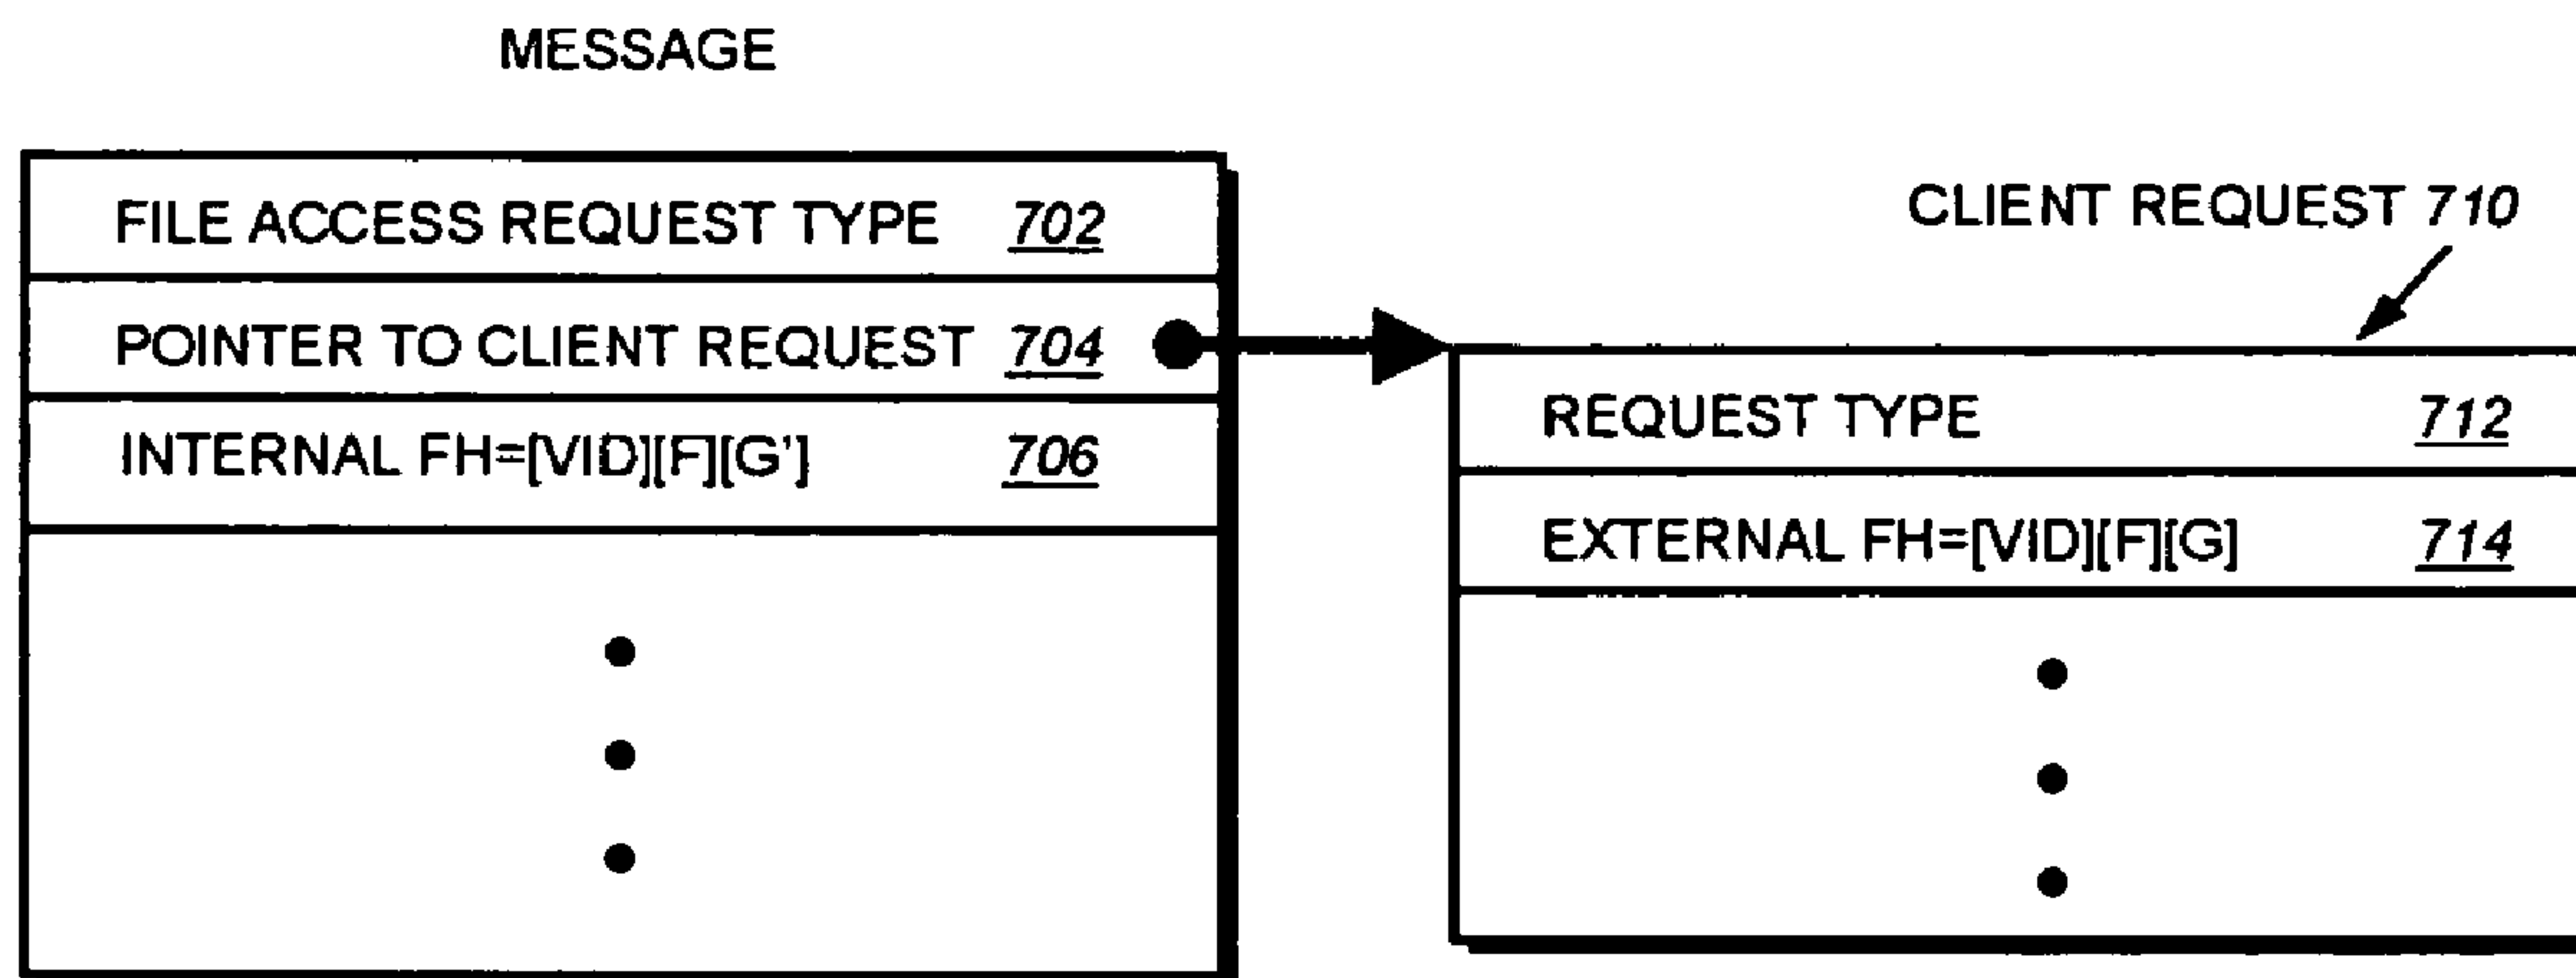 MESSAGE
FILE ACCESS REQUEST TYPE 702
POINTER TO CLIENT REQUEST 704
INTERNAL FH=[VID][F][G'] 706
CLIENT REQUEST 710
REQUEST TYPE 712
EXTERNAL FH=[VID][F][G] 714